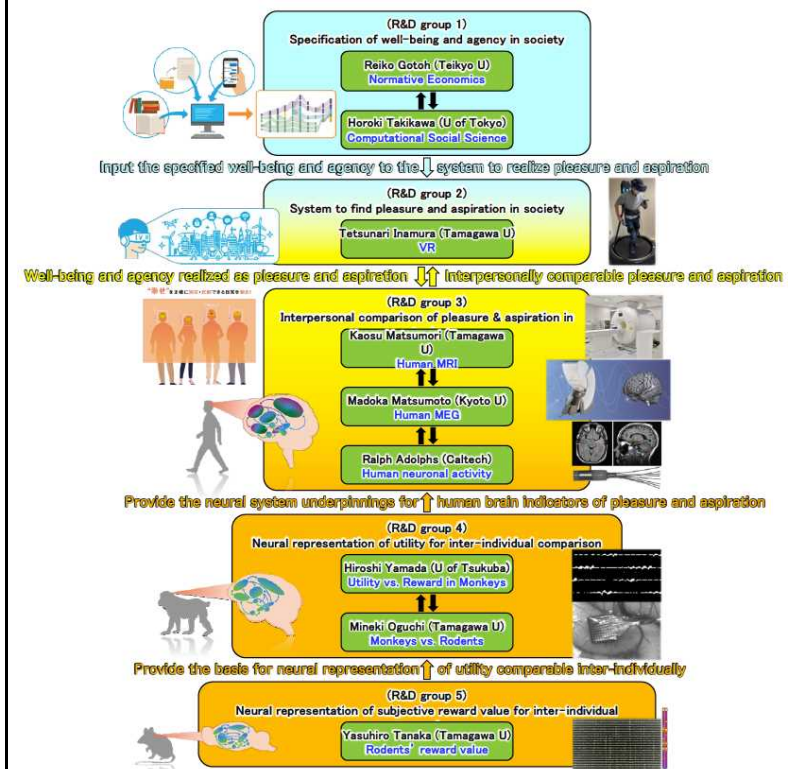 (R&D group 1)
Specification of well-being and agency in society
Reiko Gotoh (Teikyo U)
Normative Economics
Horoki Takikawa (U of Tokyo)
Computational Social Science
Input the specified well-being and agency to the system to realize pleasure and aspiration
(R&D group 2)
System to find pleasure and aspiration in society
Tetsunari Inamura (Tamagawa U)
VR
Well-being and agency realized as pleasure and aspiration Interpersonally comparable pleasure and aspiration
(R&D group 3)
Interpersonal comparison of pleasure & aspiration in
Kaosu Matsumori (Tamagawa
U)
Human MRI
Madoka Matsumoto (Kyoto U)
Human MEG
Ralph Adolphs (Caltech)
Human neuronal activity
Provide the neural system underpinnings for human brain indicators of pleasure and aspiration
(R&D group 4)
Neural representation of utility for inter-individual comparison
Hiroshi Yamada (U of Tsukuba)
Utility vs. Reward in Monkeys
Mineki Oguchi (Tamagawa U)
Monkeys vs. Rodents
Provide the basis for neural representation of utility comparable inter-individually
(R&D group 5)
Neural representation of subjective reward value for inter-individual
Yasuhiro Tanaka (Tamagawa U)
Rodents' reward value